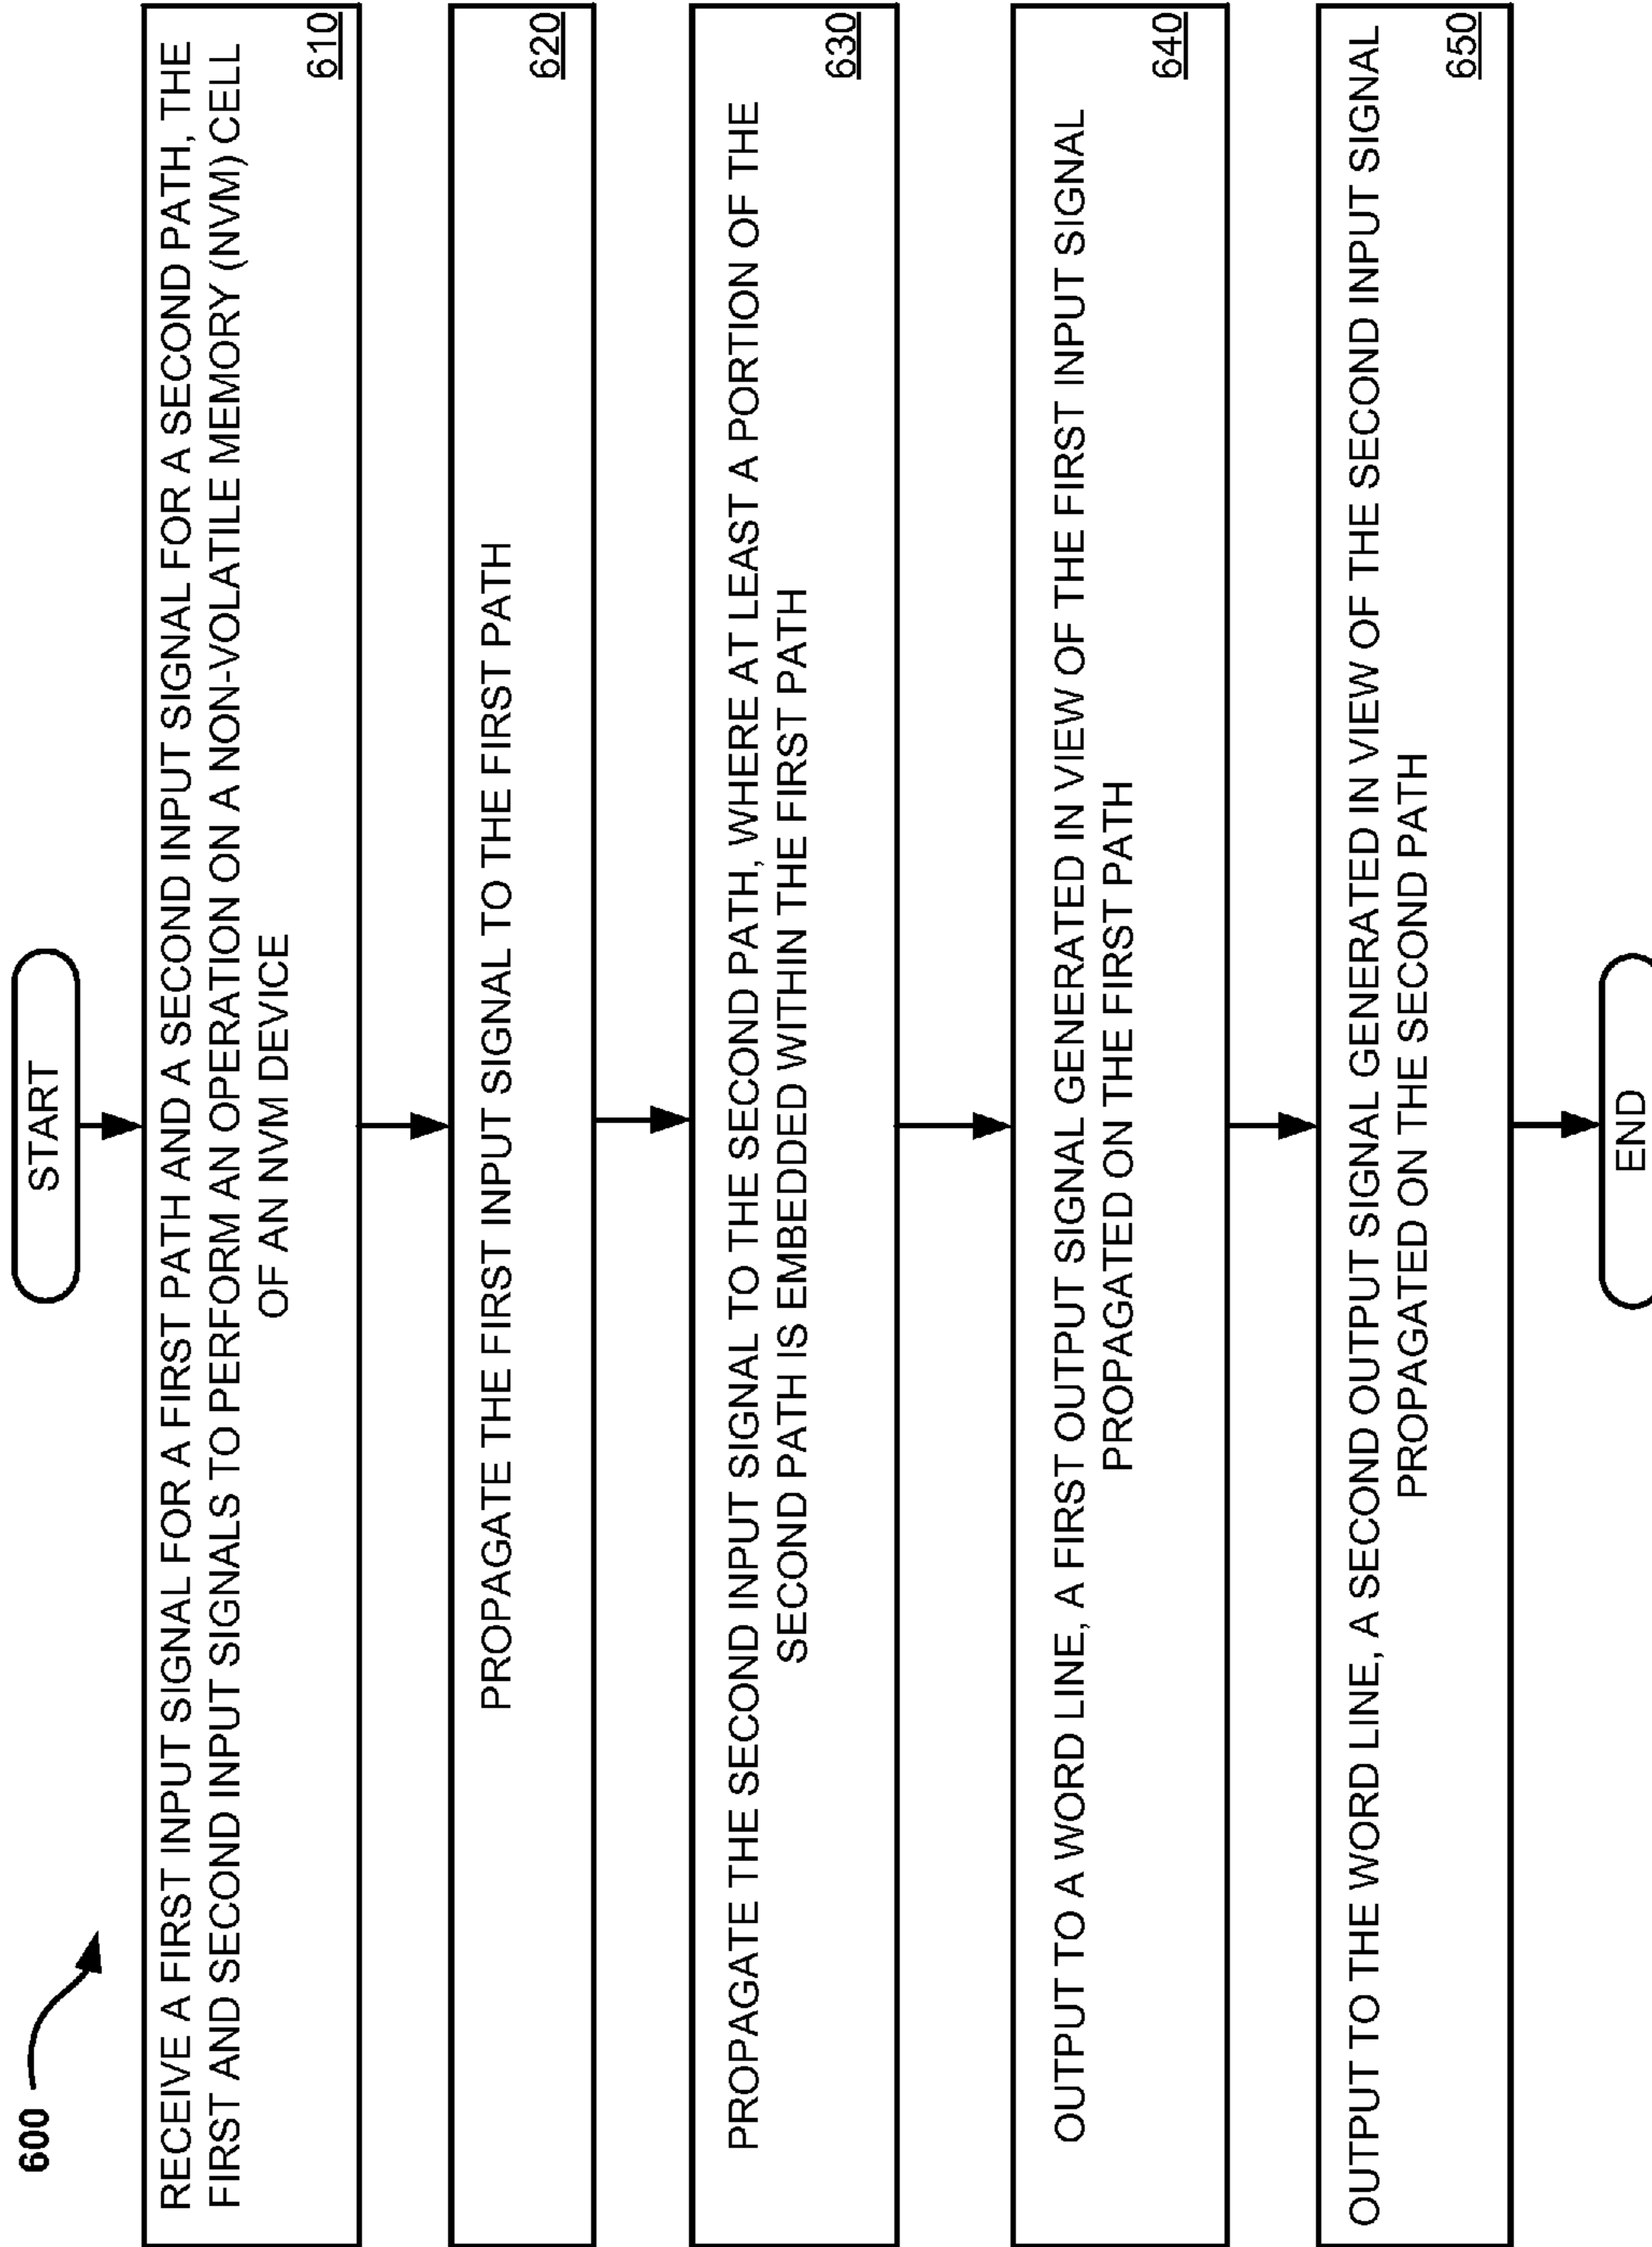 600
START
RECEIVE A FIRST INPUT SIGNAL FOR A FIRST PATH AND A SECOND INPUT SIGNAL FOR A SECOND PATH, THE
FIRST AND SECOND INPUT SIGNALS TO PERFORM AN OPERATION ON A NON-VOLATILE MEMORY (NVM) CELL
OF AN NVM DEVICE
610
PROPAGATE THE FIRST INPUT SIGNAL TO THE FIRST PATH
620
PROPAGATE THE SECOND INPUT SIGNAL TO THE SECOND PATH, WHERE AT LEAST A PORTION OF THE
SECOND PATH IS EMBEDDED WITHIN THE FIRST PATH
630
OUTPUT TO A WORD LINE, A FIRST OUTPUT SIGNAL GENERATED IN VIEW OF THE FIRST INPUT SIGNAL
PROPAGATED ON THE FIRST PATH
640
OUTPUT TO THE WORD LINE, A SECOND OUTPUT SIGNAL GENERATED IN VIEW OF THE SECOND INPUT SIGNAL
PROPAGATED ON THE SECOND PATH
650
END